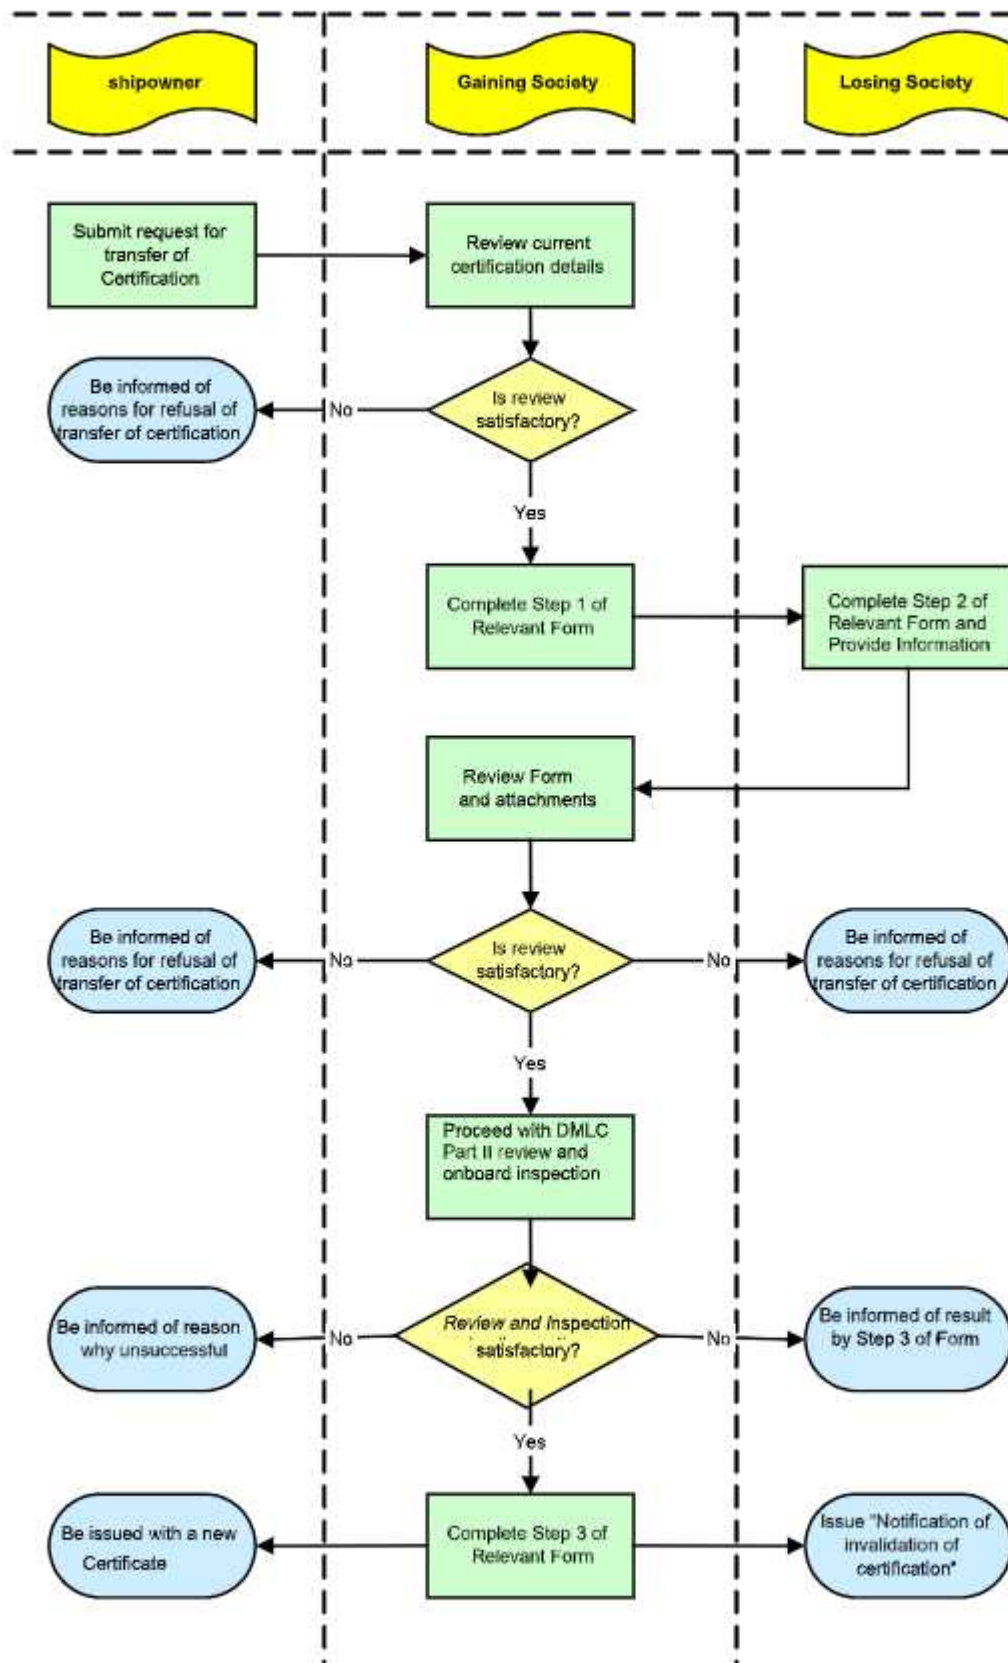 shipowner
Gaining Society
Losing Society
Submit request for
transfer of
Certification
Review current
certification details
Be informed of
reasons for refusal of
transfer of certification
No
Is review
satisfactory?
Yes
Complete Step 1 of
Relevant Form
Complete Step 2 of
Relevant Form and
Provide Information
Review Form
and attachments
Be informed of
reasons for refusal of
transfer of certification
No
Is review
satisfactory?
No
Be informed of
reasons for refusal of
transfer of certification
Yes
Proceed with DMLC
Part II review and
onboard inspection
Be informed of reason
why unsuccessful
No
Review and Inspection
satisfactory?
No
Be informed of result
by Step 3 of Form
Yes
Be issued with a new
Certificate
Complete Step 3 of
Relevant Form
Issue "Notification of
invalidation of
certification"